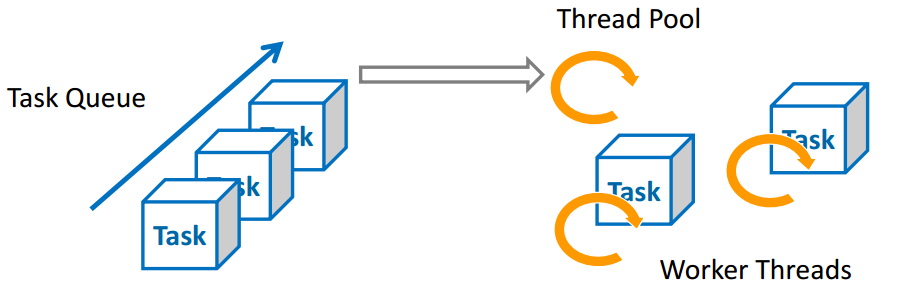 Thread Pool
Task Queue
Task
Task
Task
Task
Task
Worker Threads